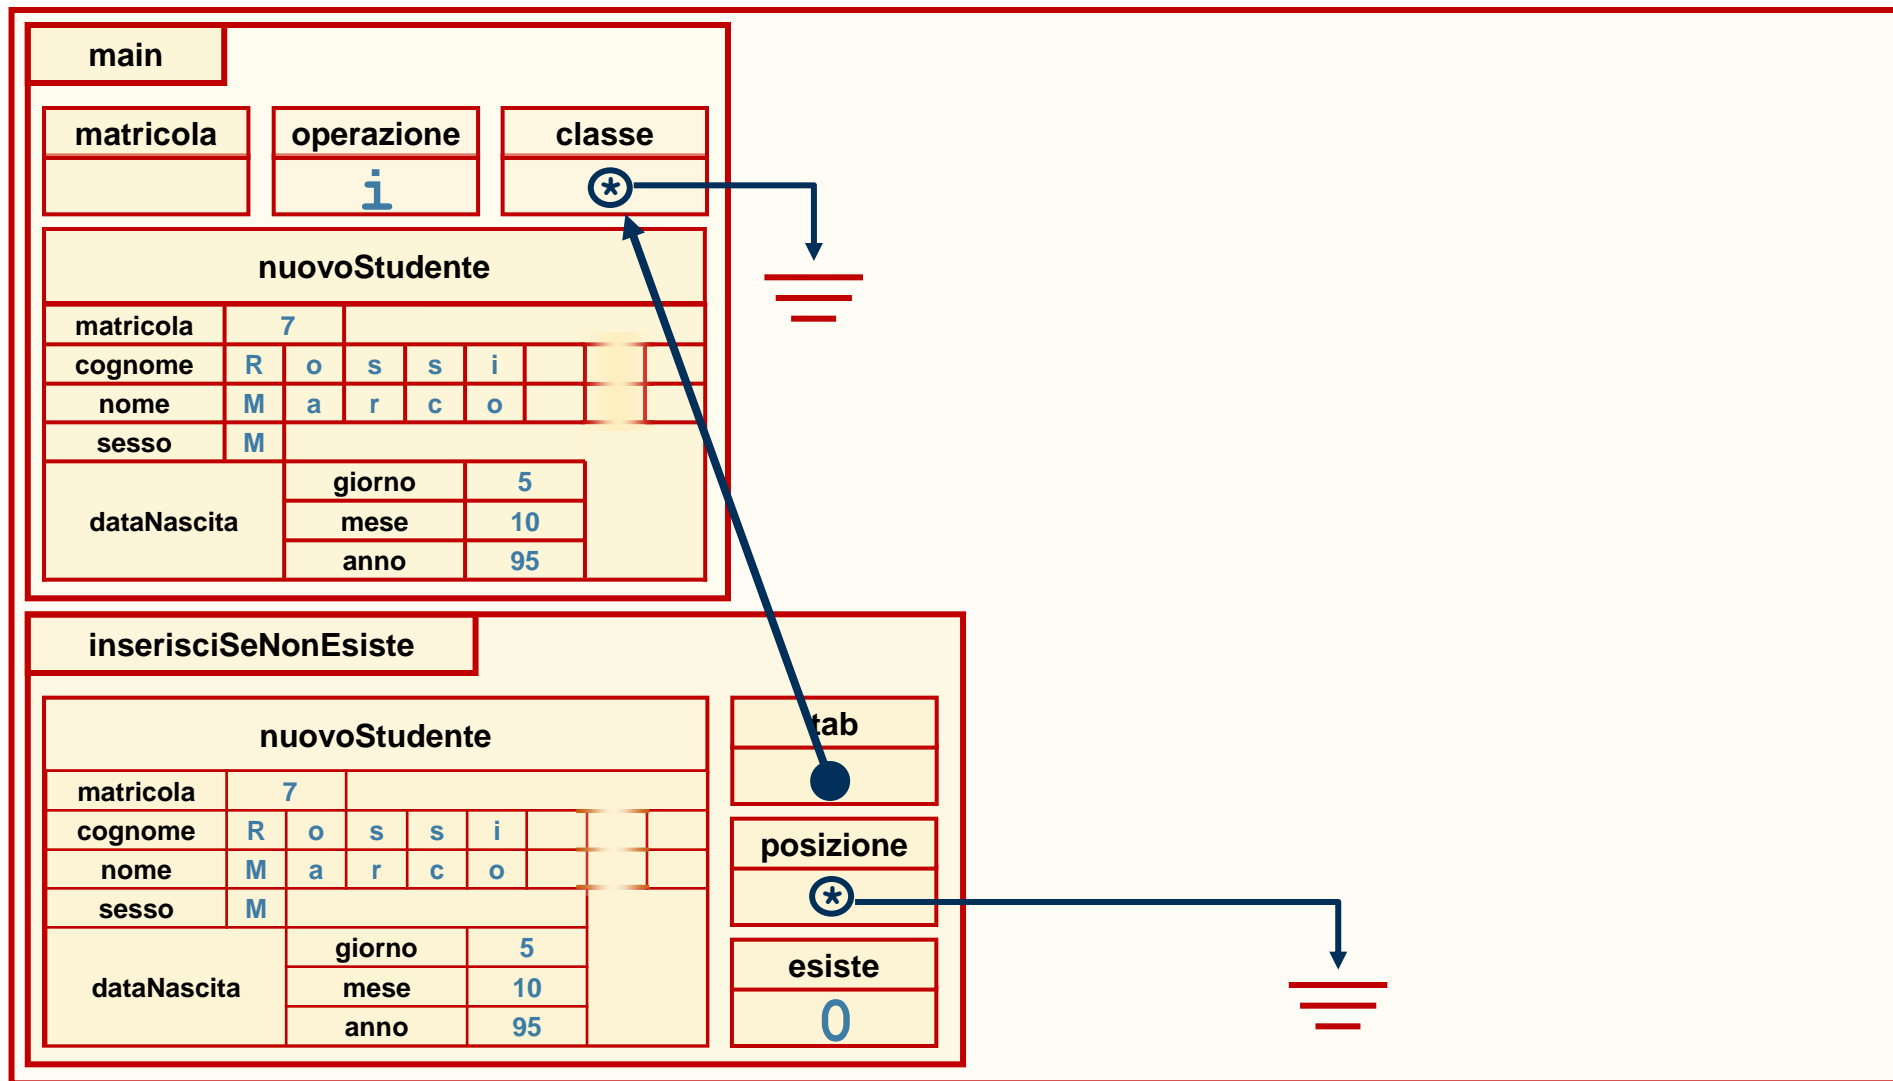 main
matricola operazione classe
i *
nuovoStudente
matricola 7
cognome R o s s i
nome M a r c o
sesso M
dataNascita giorno 5
mese 10
anno 95
inserisciSeNonEsiste
nuovoStudente
matricola 7
cognome R o s s i
nome M a r c o
sesso M
dataNascita giorno 5
mese 10
anno 95
tab
posizione
*
esiste
0